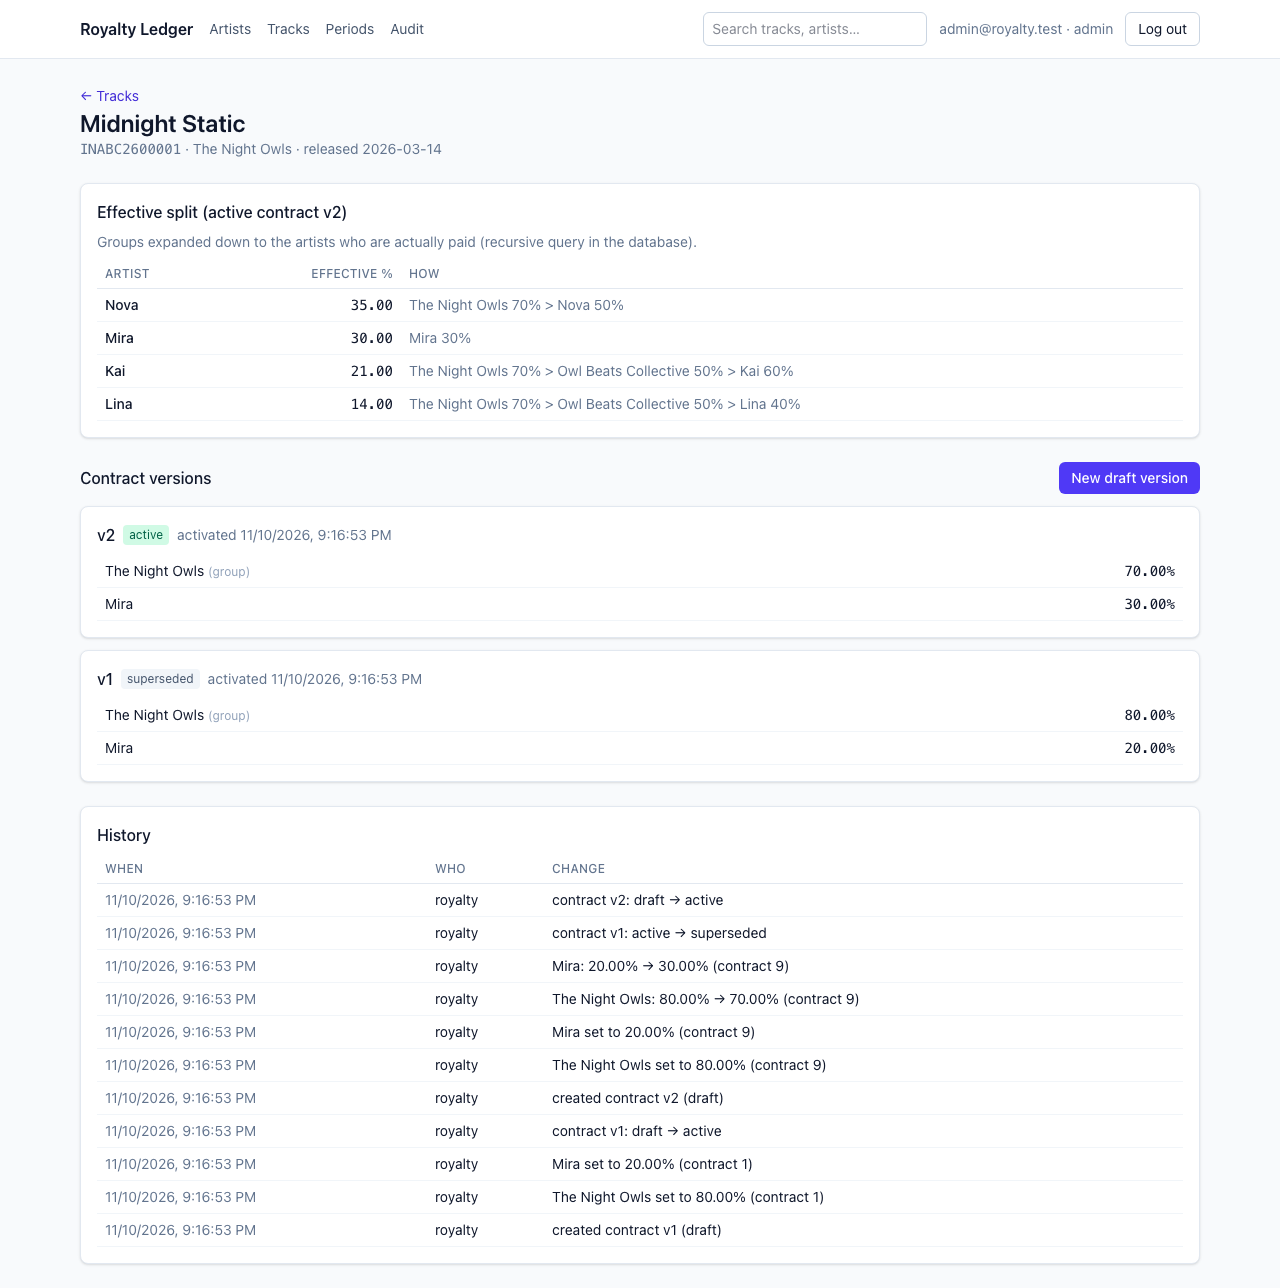 Royalty Ledger Artists Tracks Periods Audit Search tracks, artists... admin@royalty.test · admin Log out
← Tracks
Midnight Static
INABC2600001 · The Night Owls · released 2026-03-14
Effective split (active contract v2)
Groups expanded down to the artists who are actually paid (recursive query in the database).
ARTIST EFFECTIVE % HOW
Nova 35.00 The Night Owls 70% > Nova 50%
Mira 30.00 Mira 30%
Kai 21.00 The Night Owls 70% > Owl Beats Collective 50% > Kai 60%
Lina 14.00 The Night Owls 70% > Owl Beats Collective 50% > Lina 40%
Contract versions New draft version
v2 active activated 11/10/2026, 9:16:53 PM
The Night Owls (group) 70.00%
Mira 30.00%
v1 superseded activated 11/10/2026, 9:16:53 PM
The Night Owls (group) 80.00%
Mira 20.00%
History
WHEN WHO CHANGE
11/10/2026, 9:16:53 PM royalty contract v2: draft → active
11/10/2026, 9:16:53 PM royalty contract v1: active → superseded
11/10/2026, 9:16:53 PM royalty Mira: 20.00% → 30.00% (contract 9)
11/10/2026, 9:16:53 PM royalty The Night Owls: 80.00% → 70.00% (contract 9)
11/10/2026, 9:16:53 PM royalty Mira set to 20.00% (contract 9)
11/10/2026, 9:16:53 PM royalty The Night Owls set to 80.00% (contract 9)
11/10/2026, 9:16:53 PM royalty created contract v2 (draft)
11/10/2026, 9:16:53 PM royalty contract v1: draft → active
11/10/2026, 9:16:53 PM royalty Mira set to 20.00% (contract 1)
11/10/2026, 9:16:53 PM royalty The Night Owls set to 80.00% (contract 1)
11/10/2026, 9:16:53 PM royalty created contract v1 (draft)